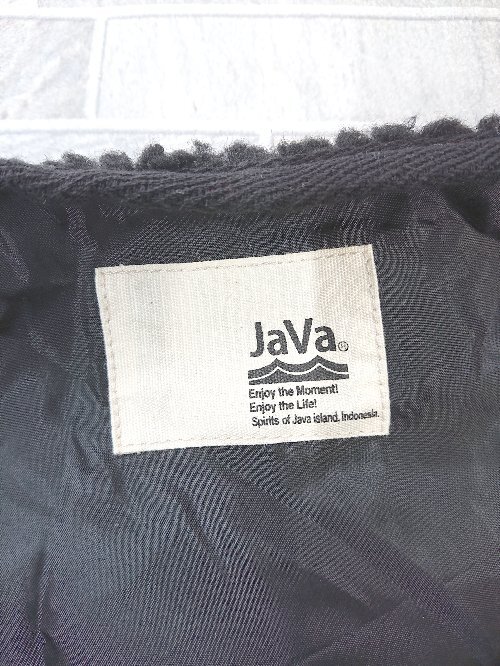 JaVa®
Enjoy the Moment!
Enjoy the Life!
Spirits of Java island, Indonesia.